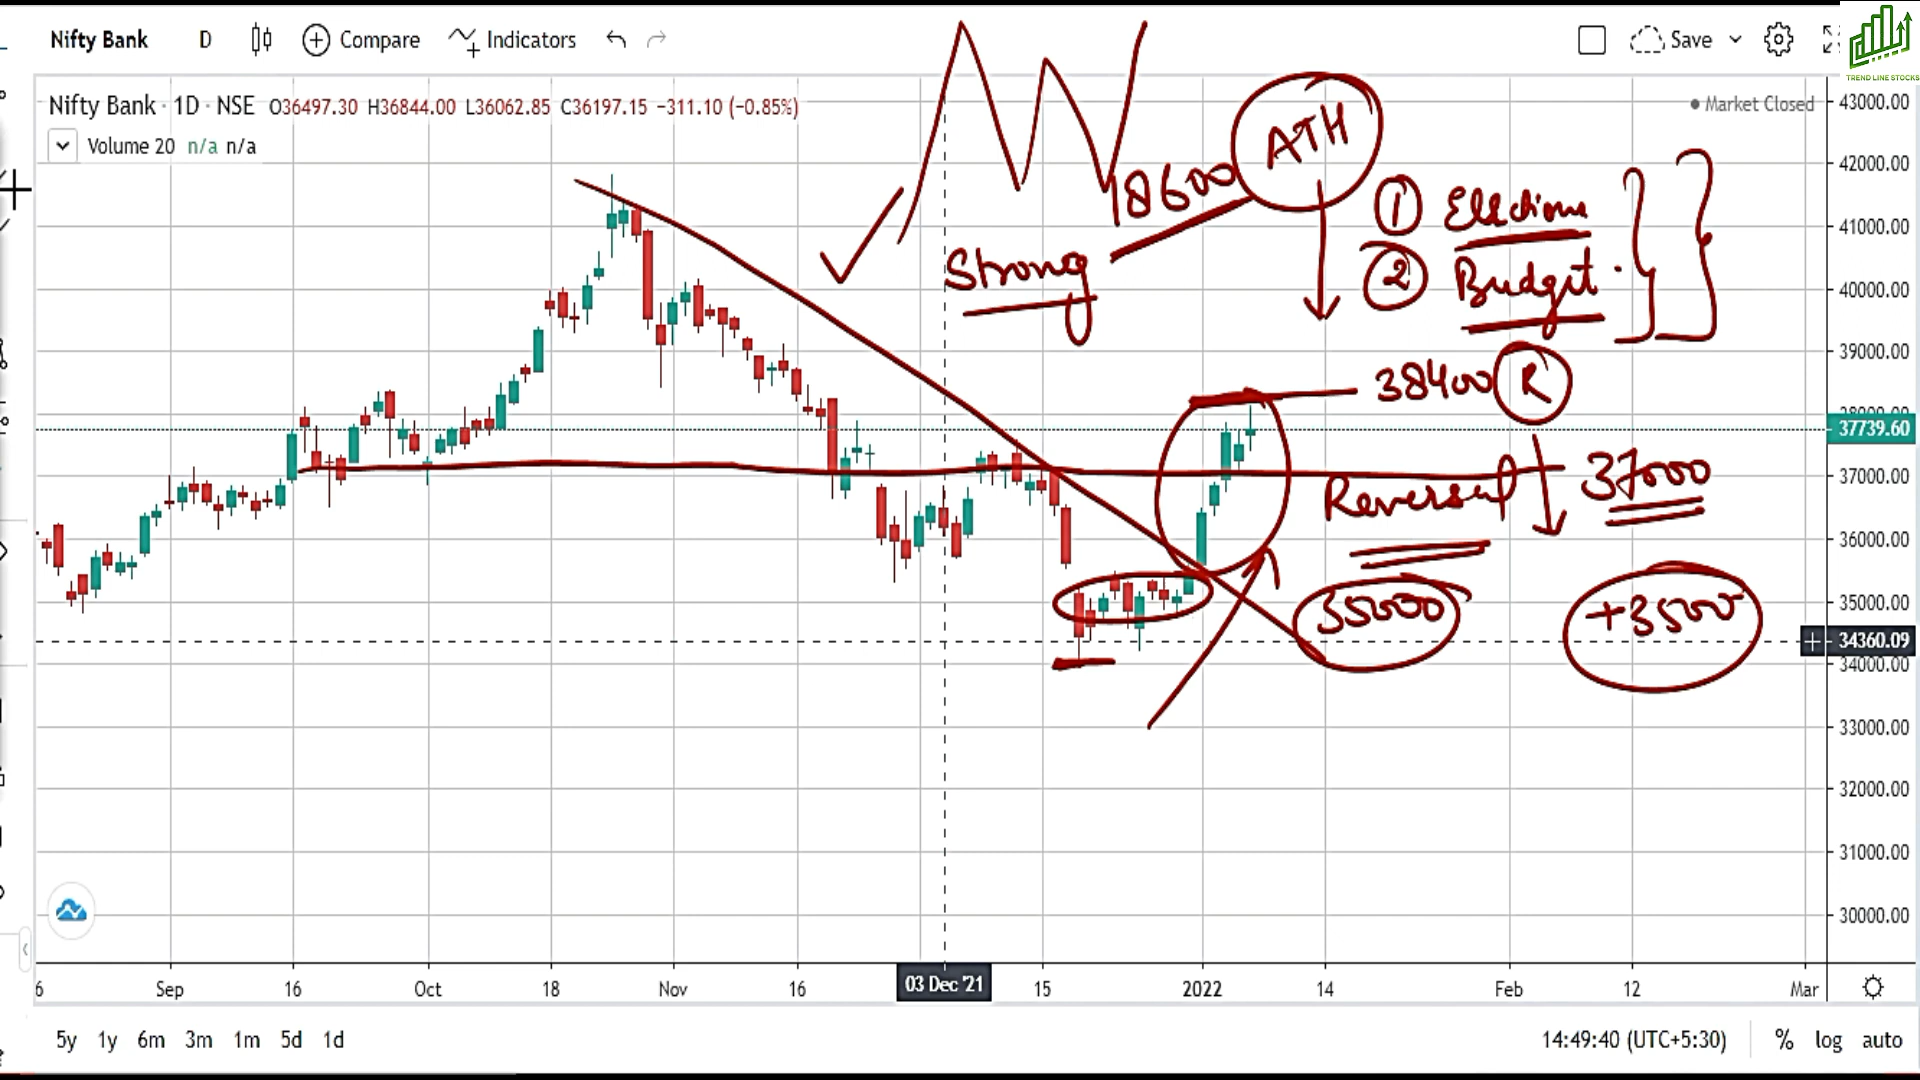 Nifty Bank D Compare Indicators Save
TREND LINE STOCKS
Nifty Bank · 1D · NSE O36497.30 H36844.00 L36062.85 C36197.15 −311.10 (−0.85%)
Market Closed
Volume 20 n/a n/a
43000.00
42000.00
41000.00
40000.00
39000.00
38000.00
37739.60
37000.00
36000.00
35000.00
34360.09
34000.00
33000.00
32000.00
31000.00
30000.00
ATH
18600
Strong
1 Elections
2 Budget
38400 R
Reversal
37000
35000
+3500
6 Sep 16 Oct 18 Nov 16 03 Dec '21 15 2022 14 Feb 12 Mar
5y 1y 6m 3m 1m 5d 1d
14:49:40 (UTC+5:30) % log auto